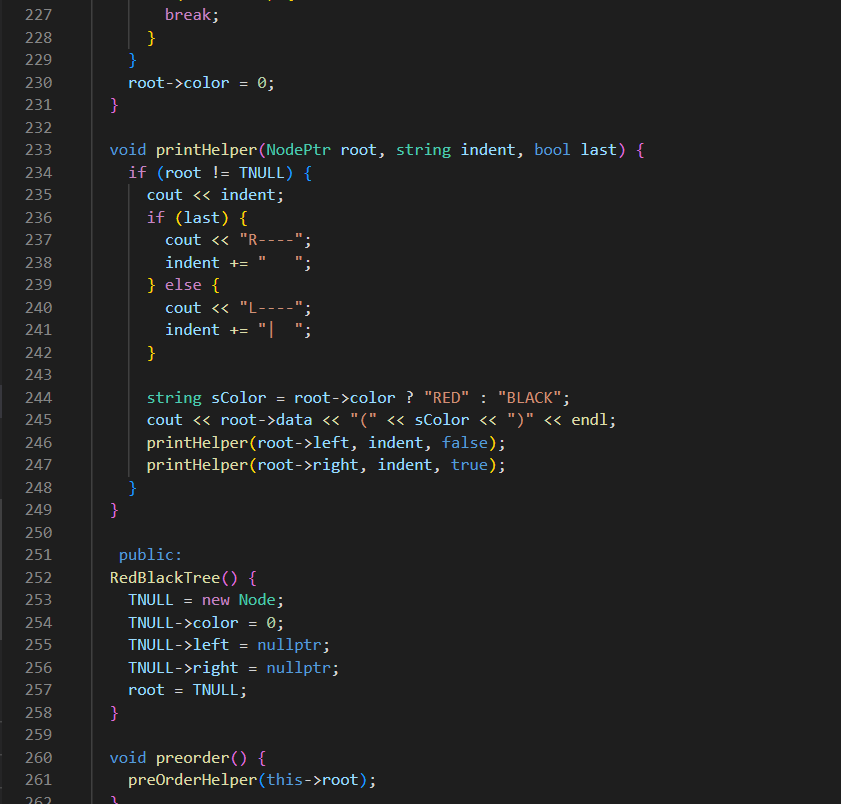 227 break;
228 }
229 }
230 root->color = 0;
231 }
232
233 void printHelper(NodePtr root, string indent, bool last) {
234 if (root != TNULL) {
235 cout << indent;
236 if (last) {
237 cout << "R----";
238 indent += "   ";
239 } else {
240 cout << "L----";
241 indent += "|  ";
242 }
243
244 string sColor = root->color ? "RED" : "BLACK";
245 cout << root->data << "(" << sColor << ")" << endl;
246 printHelper(root->left, indent, false);
247 printHelper(root->right, indent, true);
248 }
249 }
250
251 public:
252 RedBlackTree() {
253 TNULL = new Node;
254 TNULL->color = 0;
255 TNULL->left = nullptr;
256 TNULL->right = nullptr;
257 root = TNULL;
258 }
259
260 void preorder() {
261 preOrderHelper(this->root);
262 }